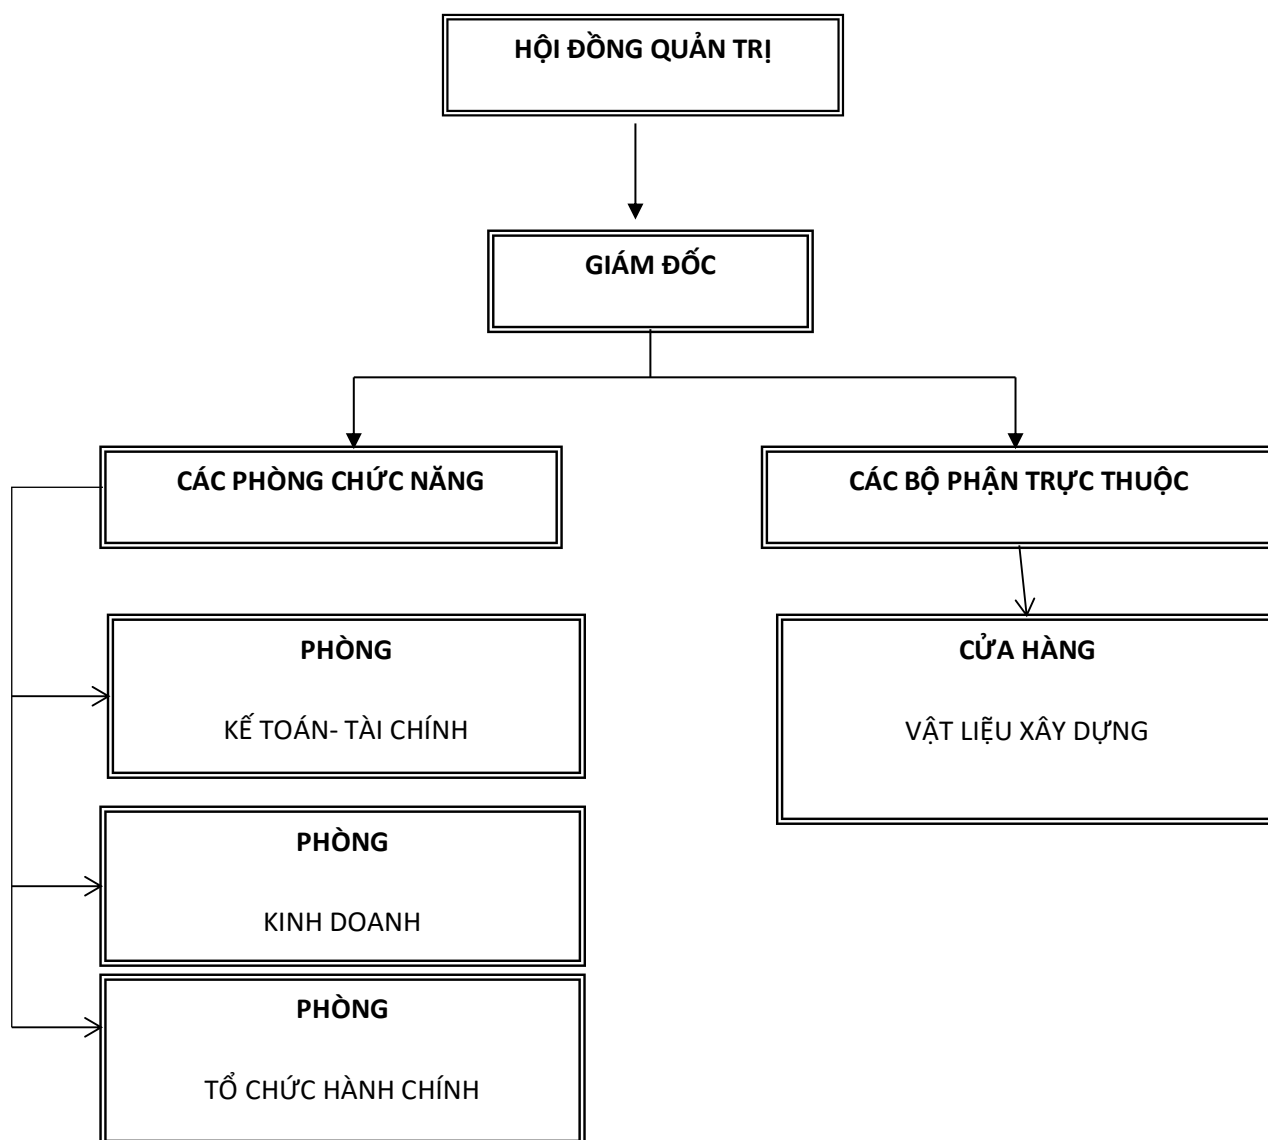 HỘI ĐỒNG QUẢN TRỊ
GIÁM ĐỐC
CÁC PHÒNG CHỨC NĂNG
CÁC BỘ PHẬN TRỰC THUỘC
PHÒNG
KẾ TOÁN- TÀI CHÍNH
CỬA HÀNG
VẬT LIỆU XÂY DỰNG
PHÒNG
KINH DOANH
PHÒNG
TỔ CHỨC HÀNH CHÍNH